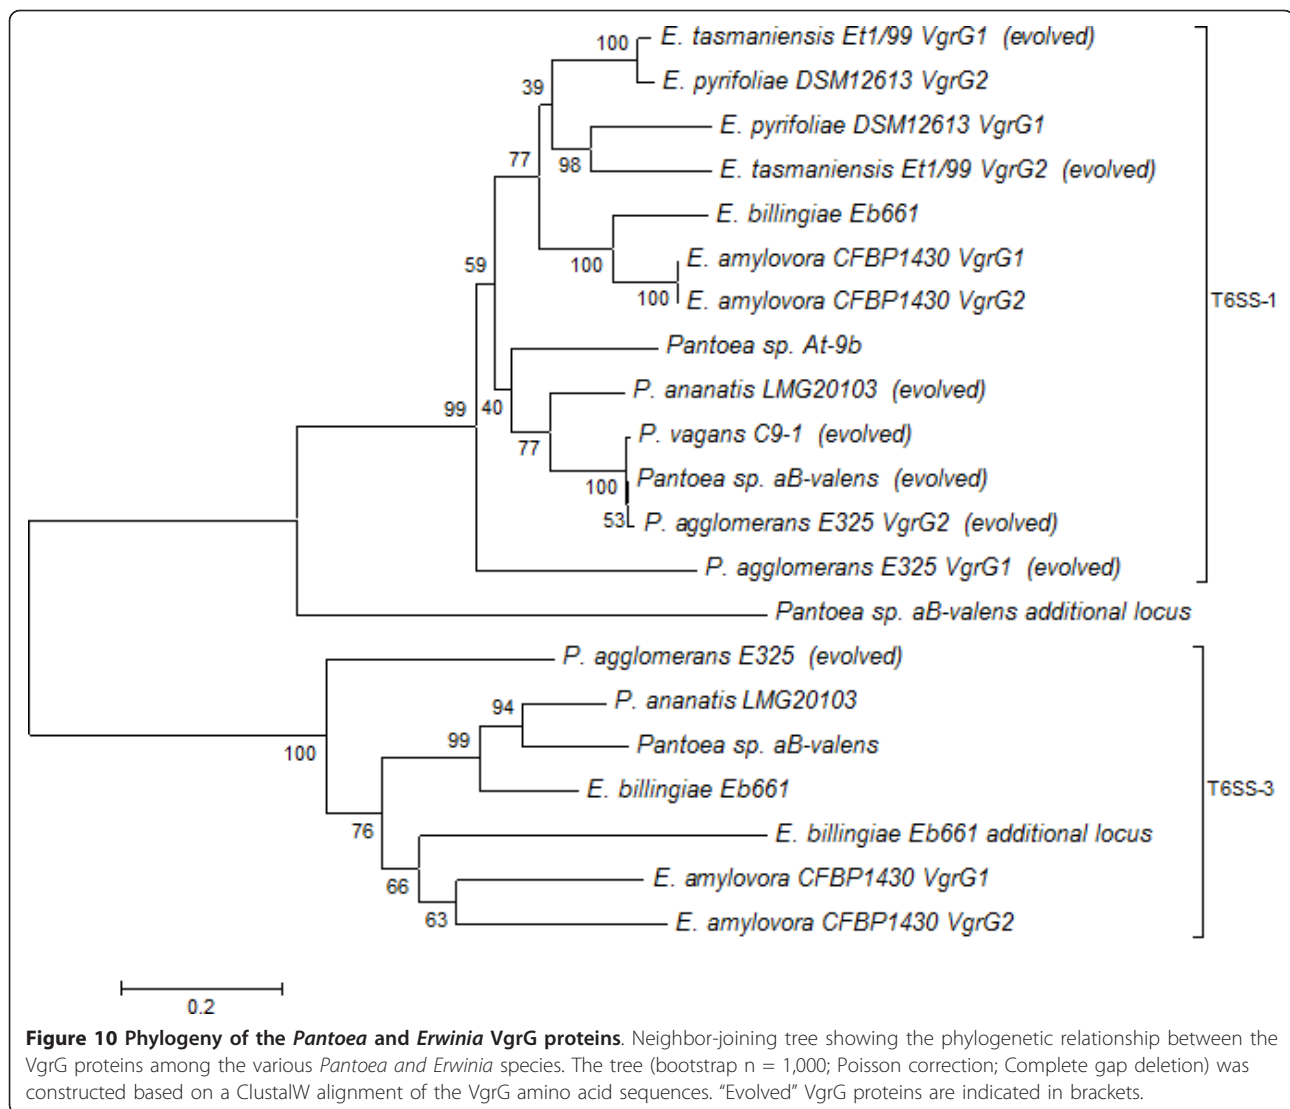 100
E. tasmaniensis Et1/99 VgrG1 (evolved)
E. pyrifoliae DSM12613 VgrG2
39
E. pyrifoliae DSM12613 VgrG1
77
98
E. tasmaniensis Et1/99 VgrG2 (evolved)
E. billingiae Eb661
100
E. amylovora CFBP1430 VgrG1
59
100
E. amylovora CFBP1430 VgrG2
T6SS-1
Pantoea sp. At-9b
P. ananatis LMG20103 (evolved)
99
40
P. vagans C9-1 (evolved)
77
Pantoea sp. aB-valens (evolved)
100
53
P. agglomerans E325 VgrG2 (evolved)
P. agglomerans E325 VgrG1 (evolved)
Pantoea sp. aB-valens additional locus
P. agglomerans E325 (evolved)
94
P. ananatis LMG20103
99
Pantoea sp. aB-valens
100
E. billingiae Eb661
T6SS-3
76
E. billingiae Eb661 additional locus
66
E. amylovora CFBP1430 VgrG1
63
E. amylovora CFBP1430 VgrG2
0.2
Figure 10 Phylogeny of the Pantoea and Erwinia VgrG proteins. Neighbor-joining tree showing the phylogenetic relationship between the
VgrG proteins among the various Pantoea and Erwinia species. The tree (bootstrap n = 1,000; Poisson correction; Complete gap deletion) was
constructed based on a ClustalW alignment of the VgrG amino acid sequences. “Evolved” VgrG proteins are indicated in brackets.